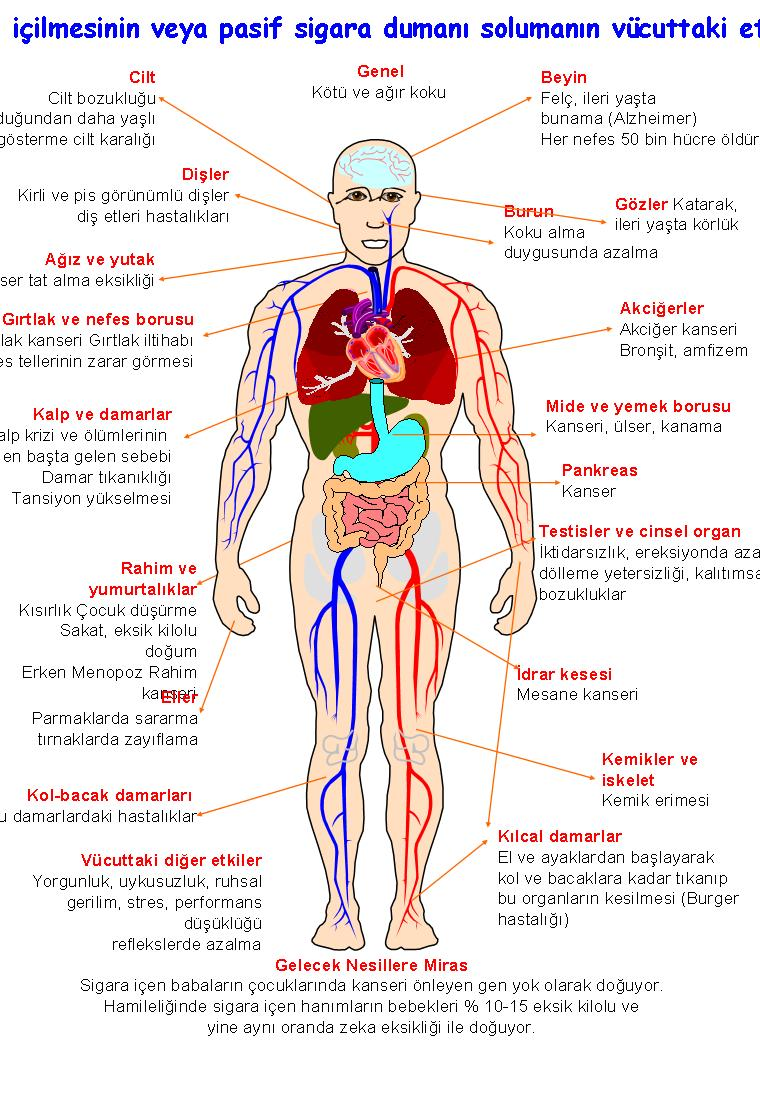 içilmesinin veya pasif sigara dumanı solumanın vücuttaki et
Cilt
Cilt bozukluğu
duğundan daha yaşlı
gösterme cilt karalığı
Genel
Kötü ve ağır koku
Beyin
Felç, ileri yaşta
bunama (Alzheimer)
Her nefes 50 bin hücre öldür
Dişler
Kirli ve pis görünümlü dişler
diş etleri hastalıkları
Burun
Koku alma
duygusunda azalma
Gözler Katarak,
ileri yaşta körlük
Ağız ve yutak
ser tat alma eksikliği
Gırtlak ve nefes borusu
lak kanseri Gırtlak iltihabı
es tellerinin zarar görmesi
Akciğerler
Akciğer kanseri
Bronşit, amfizem
Kalp ve damarlar
alp krizi ve ölümlerinin
en başta gelen sebebi
Damar tıkanıklığı
Tansiyon yükselmesi
Mide ve yemek borusu
Kanseri, ülser, kanama
Pankreas
Kanser
Testisler ve cinsel organ
İktidarsızlık, ereksiyonda aza
dölleme yetersizliği, kalıtımsa
bozukluklar
Rahim ve
yumurtalıklar
Kısırlık Çocuk düşürme
Sakat, eksik kilolu
doğum
Erken Menopoz Rahim
kanseri
Eller
Parmaklarda sararma
tırnaklarda zayıflama
İdrar kesesi
Mesane kanseri
Kemikler ve
iskelet
Kemik erimesi
Kol-bacak damarları
u damarlardaki hastalıklar
Kılcal damarlar
El ve ayaklardan başlayarak
kol ve bacaklara kadar tıkanıp
bu organların kesilmesi (Burger
hastalığı)
Vücuttaki diğer etkiler
Yorgunluk, uykusuzluk, ruhsal
gerilim, stres, performans
düşüklüğü
reflekslerde azalma
Gelecek Nesillere Miras
Sigara içen babaların çocuklarında kanseri önleyen gen yok olarak doğuyor.
Hamileliğinde sigara içen hanımların bebekleri % 10-15 eksik kilolu ve
yine aynı oranda zeka eksikliği ile doğuyor.